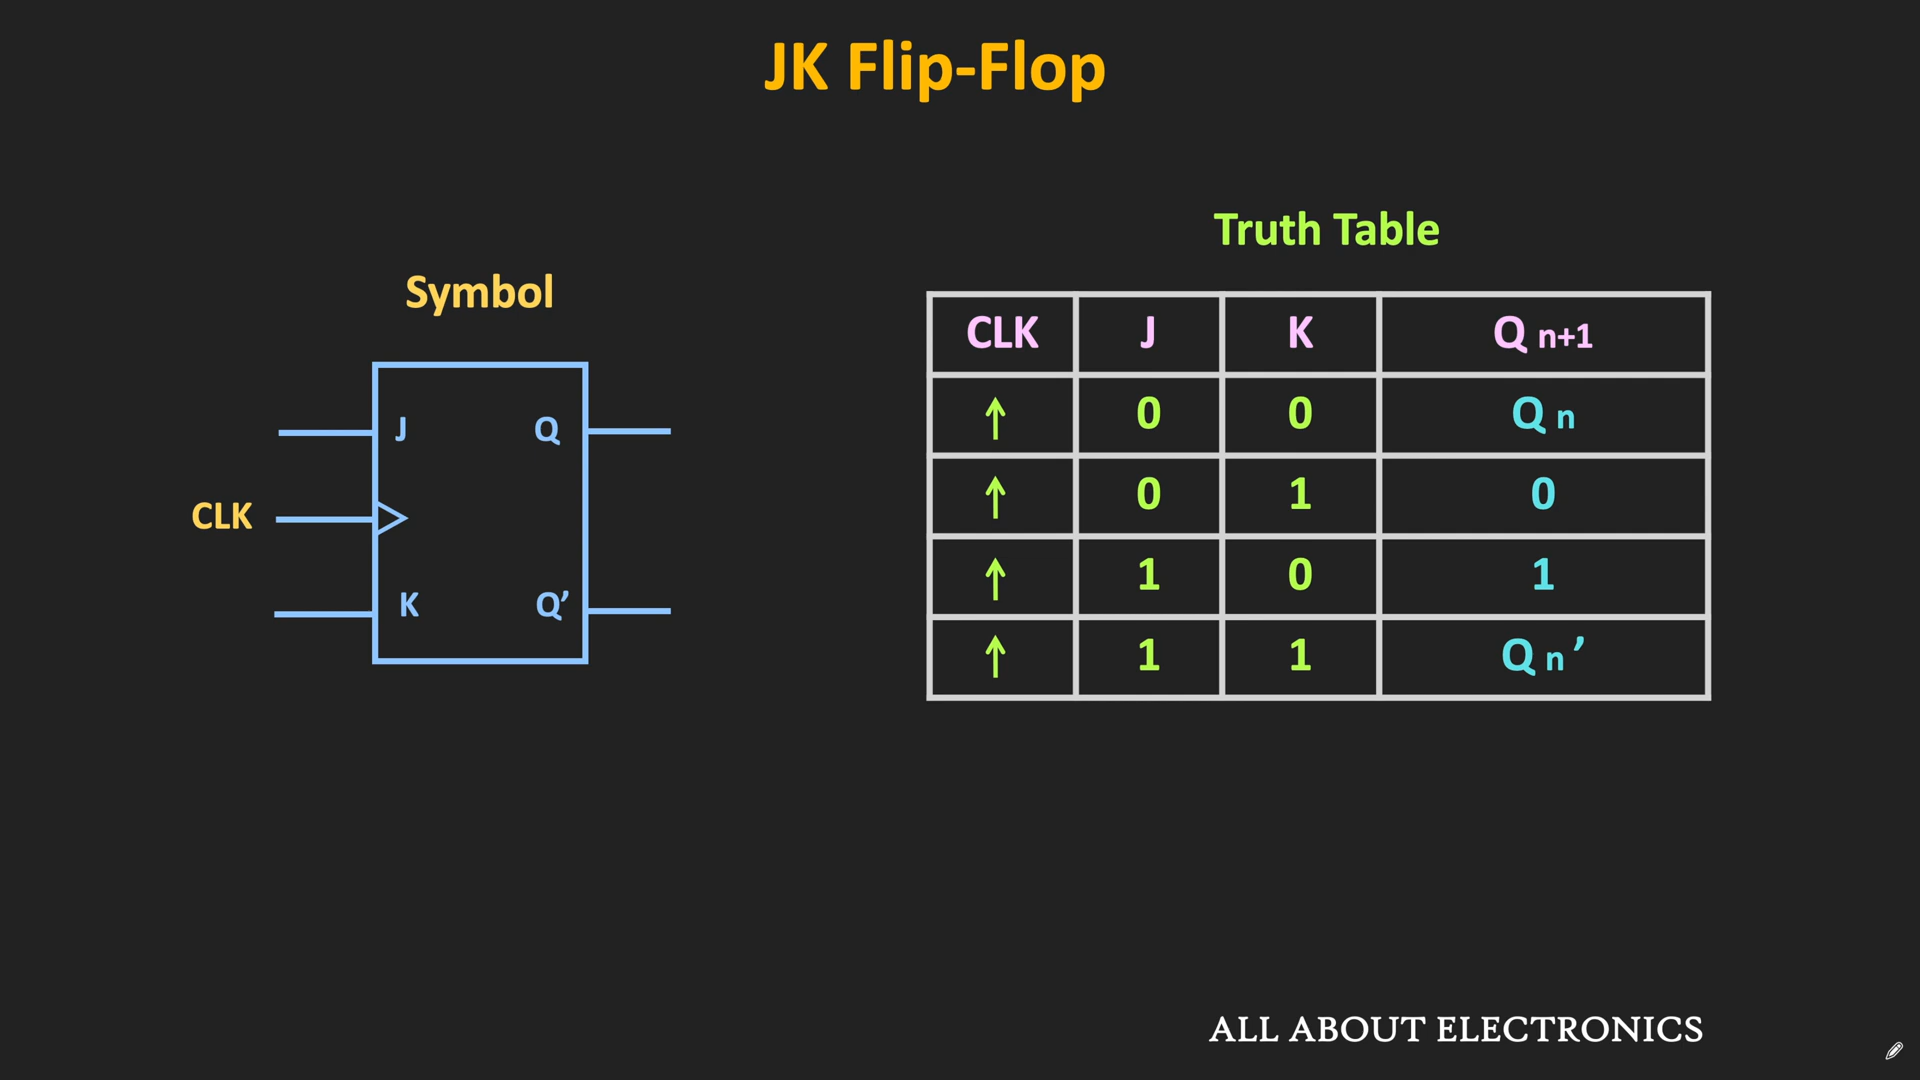 JK Flip-Flop
Symbol
J Q
CLK
K Q’
Truth Table
CLK J K Q n+1
↑ 0 0 Q n
↑ 0 1 0
↑ 1 0 1
↑ 1 1 Q n ’
ALL ABOUT ELECTRONICS